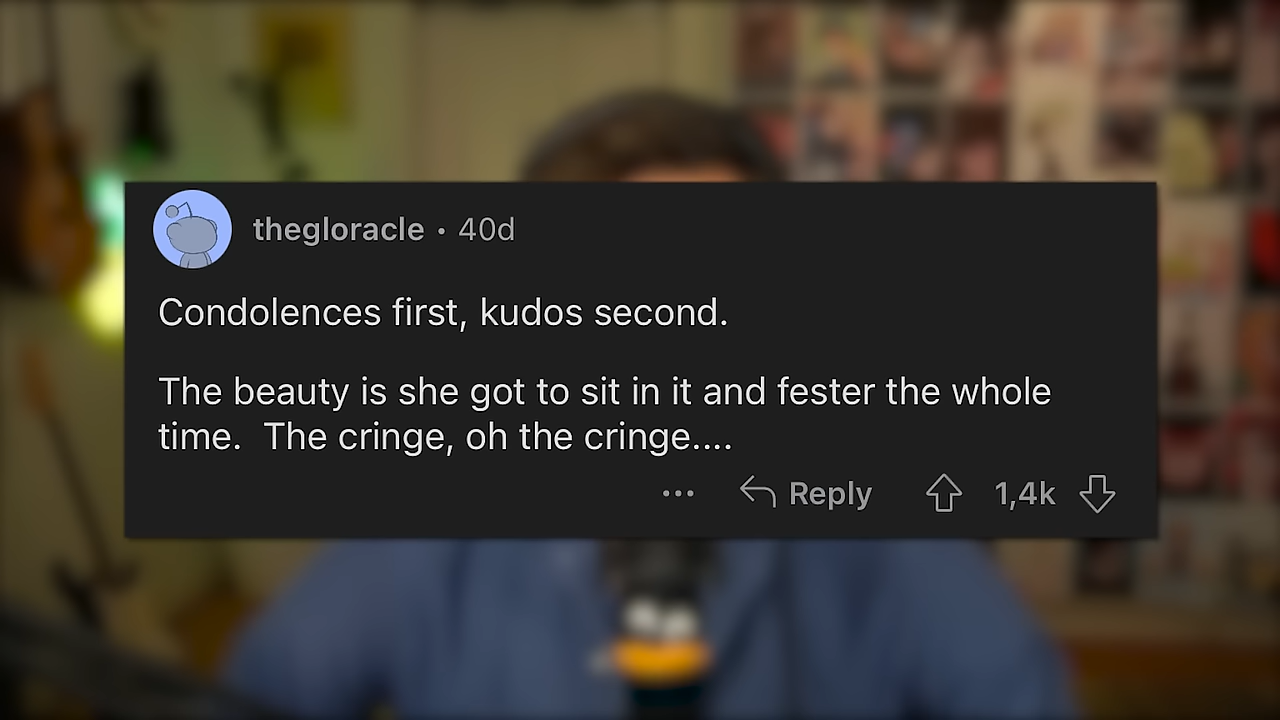 thegloracle • 40d
Condolences first, kudos second.
The beauty is she got to sit in it and fester the whole
time.  The cringe, oh the cringe....
... Reply 1,4k